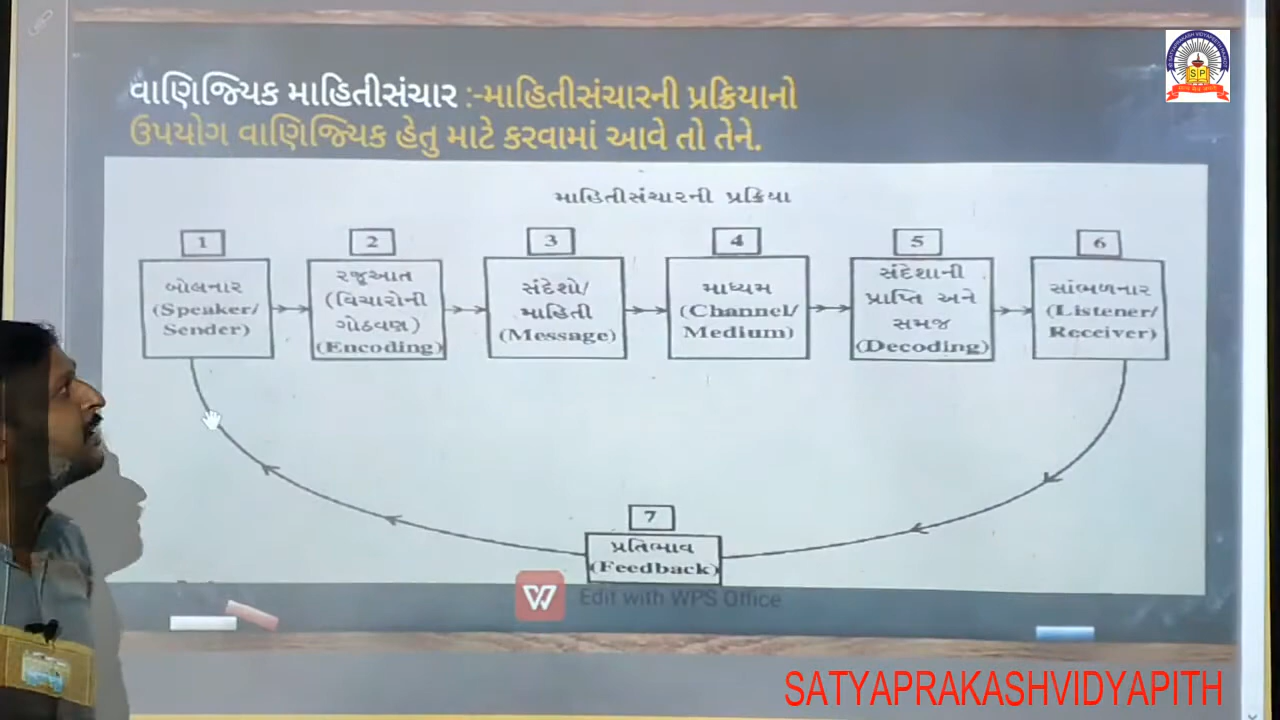 વાણિજ્યિક માહિતીસંચાર :-માહિતીસંચારની પ્રક્રિયાનો
ઉપયોગ વાણિજ્યિક હેતુ માટે કરવામાં આવે તો તેને.
માહિતીસંચારની પ્રક્રિયા
1
બોલનાર
(Speaker/
Sender)
2
રજૂઆત
(વિચારોની
ગોઠવણ)
(Encoding)
3
સંદેશો/
માહિતી
(Message)
4
માધ્યમ
(Channel/
Medium)
5
સંદેશાની
પ્રાપ્તિ અને
સમજ
(Decoding)
6
સાંભળનાર
(Listener/
Receiver)
7
પ્રતિભાવ
(Feedback)
W
Edit with WPS Office
SP
SATYAPRAKASHVIDYAPITH